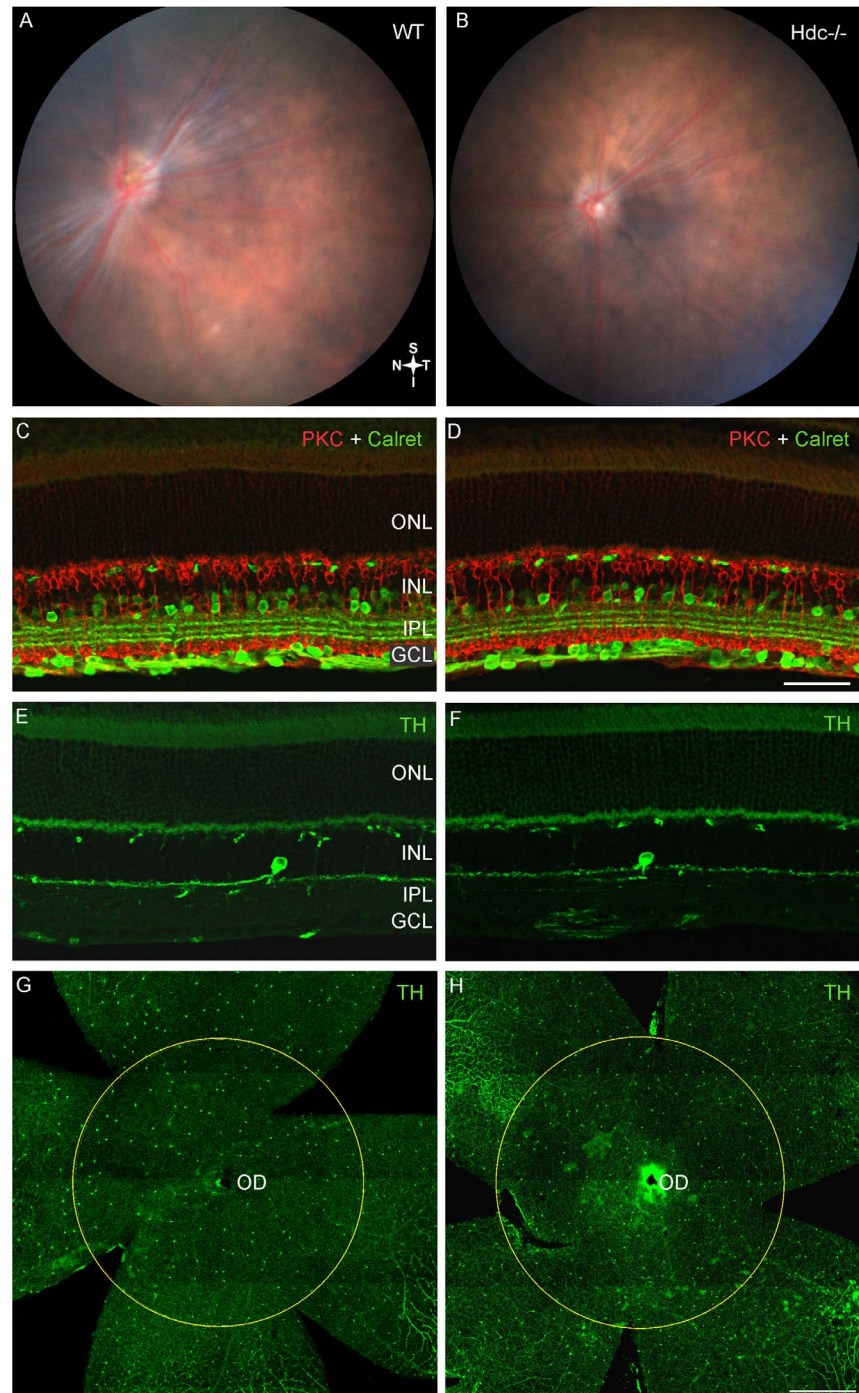 A
WT
B
Hdc-/-
S
N T
I
C
PKC + Calret
D
PKC + Calret
ONL
INL
IPL
GCL
E
TH
F
TH
ONL
INL
IPL
GCL
G
TH
H
TH
OD
OD